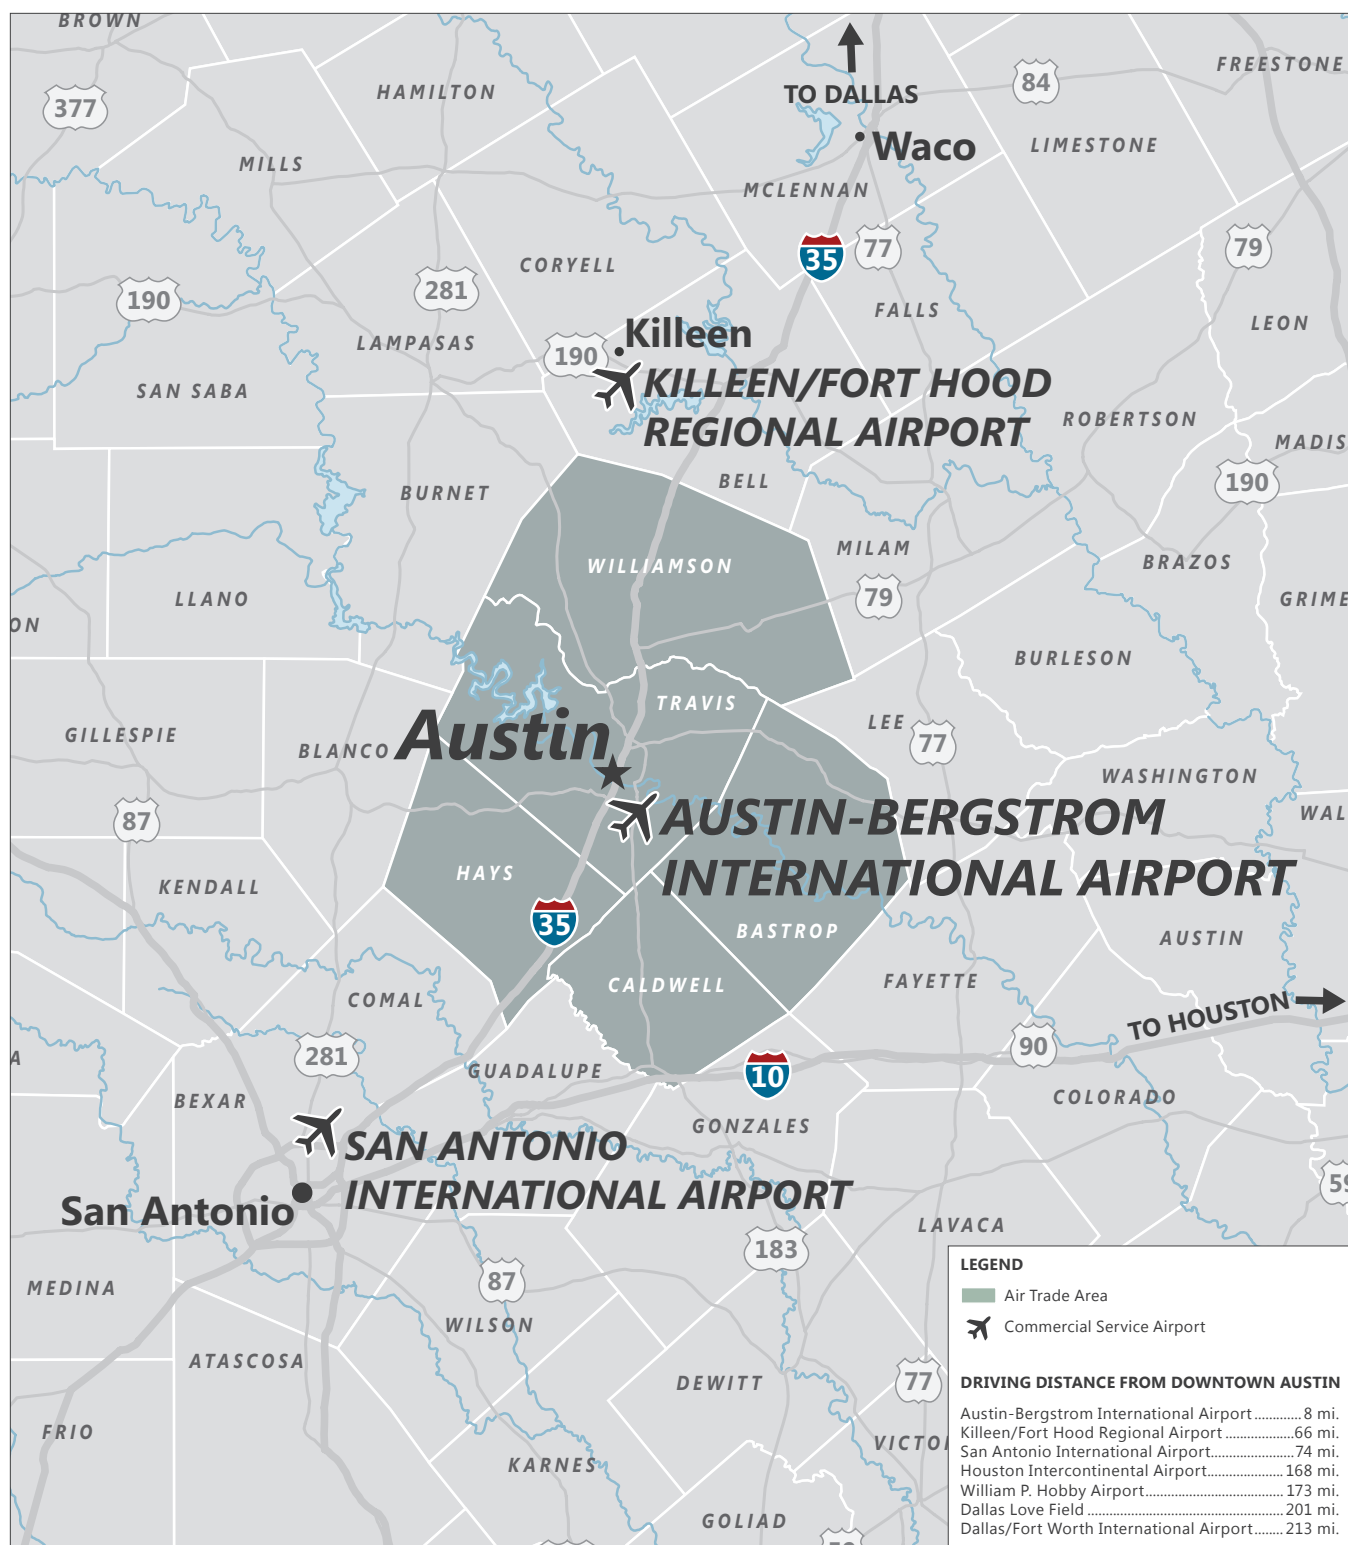 BROWN
TO DALLAS
FREESTONE
84
HAMILTON
377
Waco
LIMESTONE
MILLS
MCLENNAN
35
77
79
CORYELL
281
190
FALLS
LEON
Killeen
LAMPASAS
190
KILLEEN/FORT HOOD
REGIONAL AIRPORT
SAN SABA
ROBERTSON
MADIS
BELL
190
BURNET
MILAM
BRAZOS
WILLIAMSON
79
LLANO
GRIME
ON
BURLESON
TRAVIS
LEE
GILLESPIE
BLANCO
Austin
77
WASHINGTON
87
AUSTIN-BERGSTROM
INTERNATIONAL AIRPORT
WAL
HAYS
KENDALL
35
BASTROP
AUSTIN
CALDWELL
FAYETTE
COMAL
TO HOUSTON
281
90
A
GUADALUPE
10
BEXAR
COLORADO
GONZALES
SAN ANTONIO
INTERNATIONAL AIRPORT
San Antonio
59
LAVACA
183
MEDINA
87
WILSON
ATASCOSA
DEWITT
77
FRIO
VICTO
KARNES
GOLIAD
LEGEND
Air Trade Area
Commercial Service Airport
DRIVING DISTANCE FROM DOWNTOWN AUSTIN
Austin-Bergstrom International Airport.............8 mi.
Killeen/Fort Hood Regional Airport...................66 mi.
San Antonio International Airport.......................74 mi.
Houston Intercontinental Airport.....................168 mi.
William P. Hobby Airport......................................173 mi.
Dallas Love Field......................................................201 mi.
Dallas/Fort Worth International Airport........213 mi.